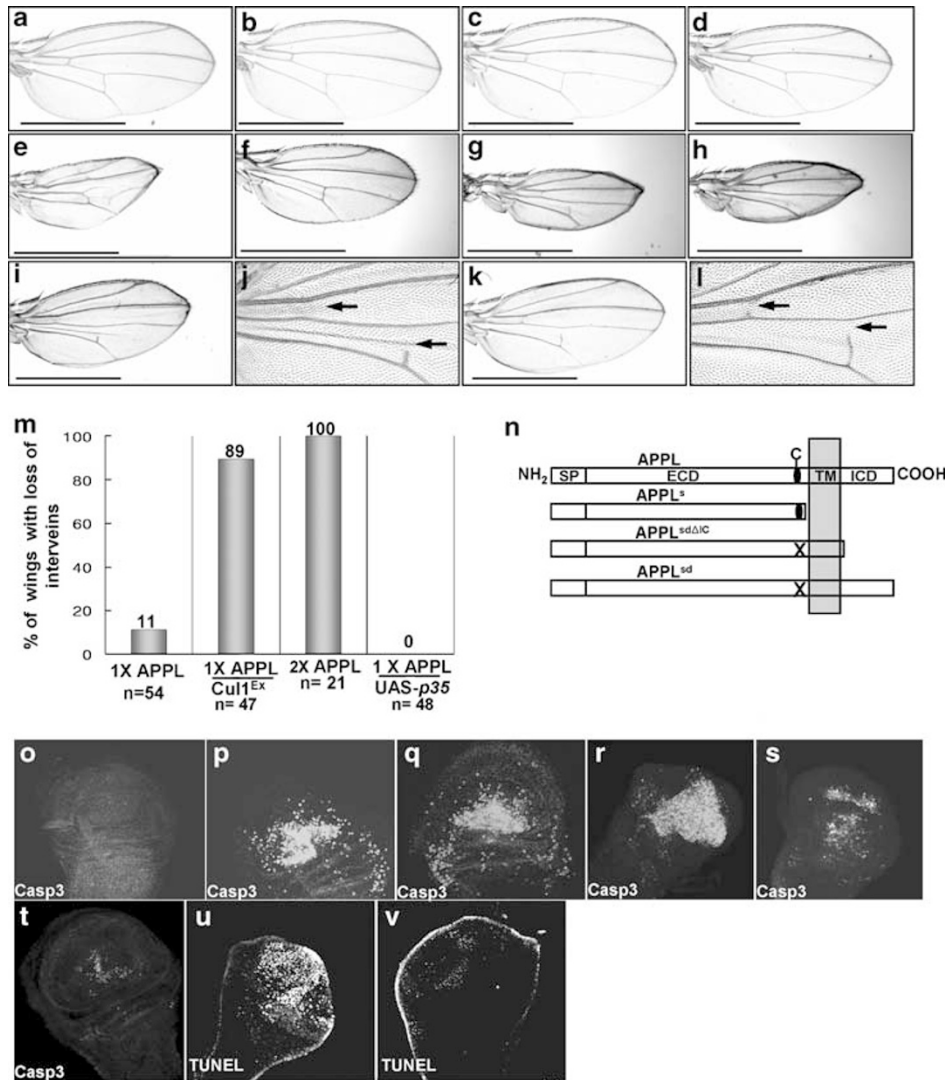 a b c d
e f g h
i j k l
m
% of wings with loss of
interveins
100
80
60
40
20
0
11 89 100 0
1X APPL
n=54
1X APPL
Cul1Ex
n= 47
2X APPL
n= 21
1 X APPL
UAS-p35
n= 48
n
C
NH2 SP APPL ECD TM ICD COOH
APPLs
APPLsdΔIC
X
APPLsd
X
o p q r s
Casp3 Casp3 Casp3 Casp3 Casp3
t u v
Casp3 TUNEL TUNEL